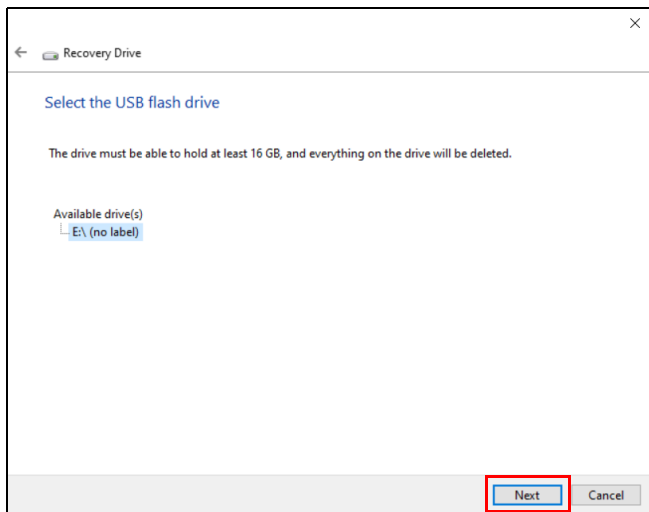 Recovery Drive
Select the USB flash drive
The drive must be able to hold at least 16 GB, and everything on the drive will be deleted.
Available drive(s)
E:\ (no label)
Next Cancel